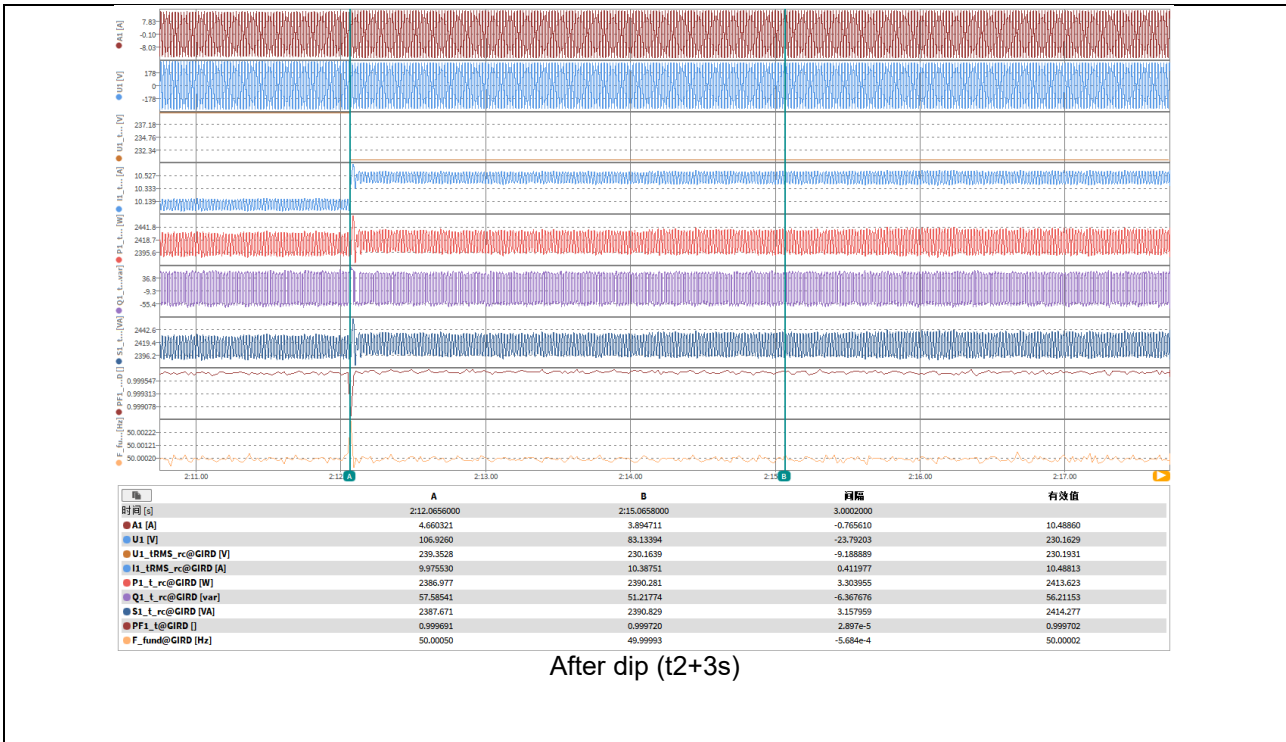 A1 [A]
7.83
-0.10
-8.03
U1 [V]
178
0
-178
U1_t... [V]
237.18
234.76
232.34
I1_t... [A]
10.527
10.333
10.139
P1_t... [W]
2441.8
2418.7
2395.6
Q1_t...var]
36.8
-9.3
-55.4
S1_t...[VA]
2442.6
2419.4
2396.2
PF1_...D []
0.999547
0.999313
0.999078
F_fu...[Hz]
50.00222
50.00121
50.00020
2:11.00 A 2:13.00 2:14.00 B 2:16.00 2:17.00
A B 间隔 有效值
时间 [s] 2:12.0656000 2:15.0658000 3.0002000
A1 [A] 4.660321 3.894711 -0.765610 10.48860
U1 [V] 106.9260 83.13394 -23.79203 230.1629
U1_tRMS_rc@GIRD [V] 239.3528 230.1639 -9.188889 230.1931
I1_tRMS_rc@GIRD [A] 9.975530 10.38751 0.411977 10.48813
P1_t_rc@GIRD [W] 2386.977 2390.281 3.303955 2413.623
Q1_t_rc@GIRD [var] 57.58541 51.21774 -6.367676 56.21153
S1_t_rc@GIRD [VA] 2387.671 2390.829 3.157959 2414.277
PF1_t@GIRD [] 0.999691 0.999720 2.897e-5 0.999702
F_fund@GIRD [Hz] 50.00050 49.99993 -5.684e-4 50.00002
After dip (t2+3s)